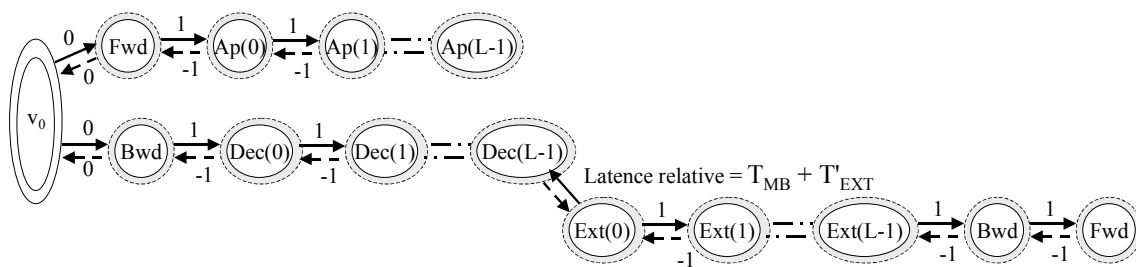 0 1 1
Fwd Ap(0) Ap(1) Ap(L-1)
0 -1 -1
v0
0 1 1
Bwd Dec(0) Dec(1) Dec(L-1)
0 -1 -1
Latence relative = TMB + T'EXT
1 1 1
Ext(0) Ext(1) Ext(L-1) Bwd Fwd
-1 -1 -1